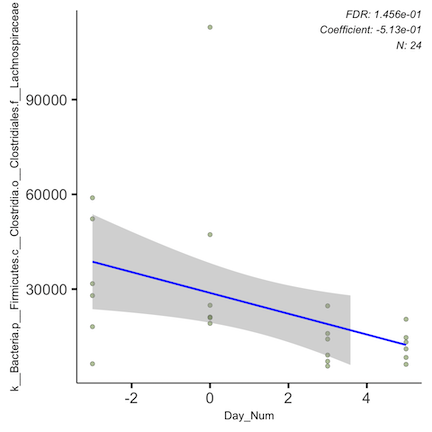 FDR: 1.456e-01
Coefficient: -5.13e-01
N: 24
k__Bacteria.p__Firmicutes.c__Clostridia.o__Clostridiales.f__Lachnospiraceae
90000
60000
30000
-2 0 2 4
Day_Num